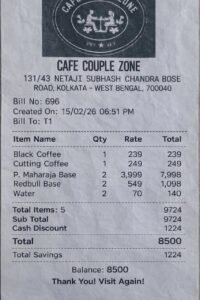 CAFE COUPLE ZONE
131/43 NETAJI SUBHASH CHANDRA BOSE
ROAD, KOLKATA - WEST BENGAL, 700040
Bill No: 696
Created On: 15/02/26 06:51 PM
Bill To: T1
Item Name Qty Rate Total
Black Coffee 1 239 239
Cutting Coffee 1 249 249
P. Maharaja Base 2 3,999 7,998
Redbull Base 2 549 1,098
Water 2 70 140
Total Items: 5 9724
Sub Total 9724
Cash Discount 1224
Total 8500
Total Savings 1224
Balance: 8500
Thank You! Visit Again!